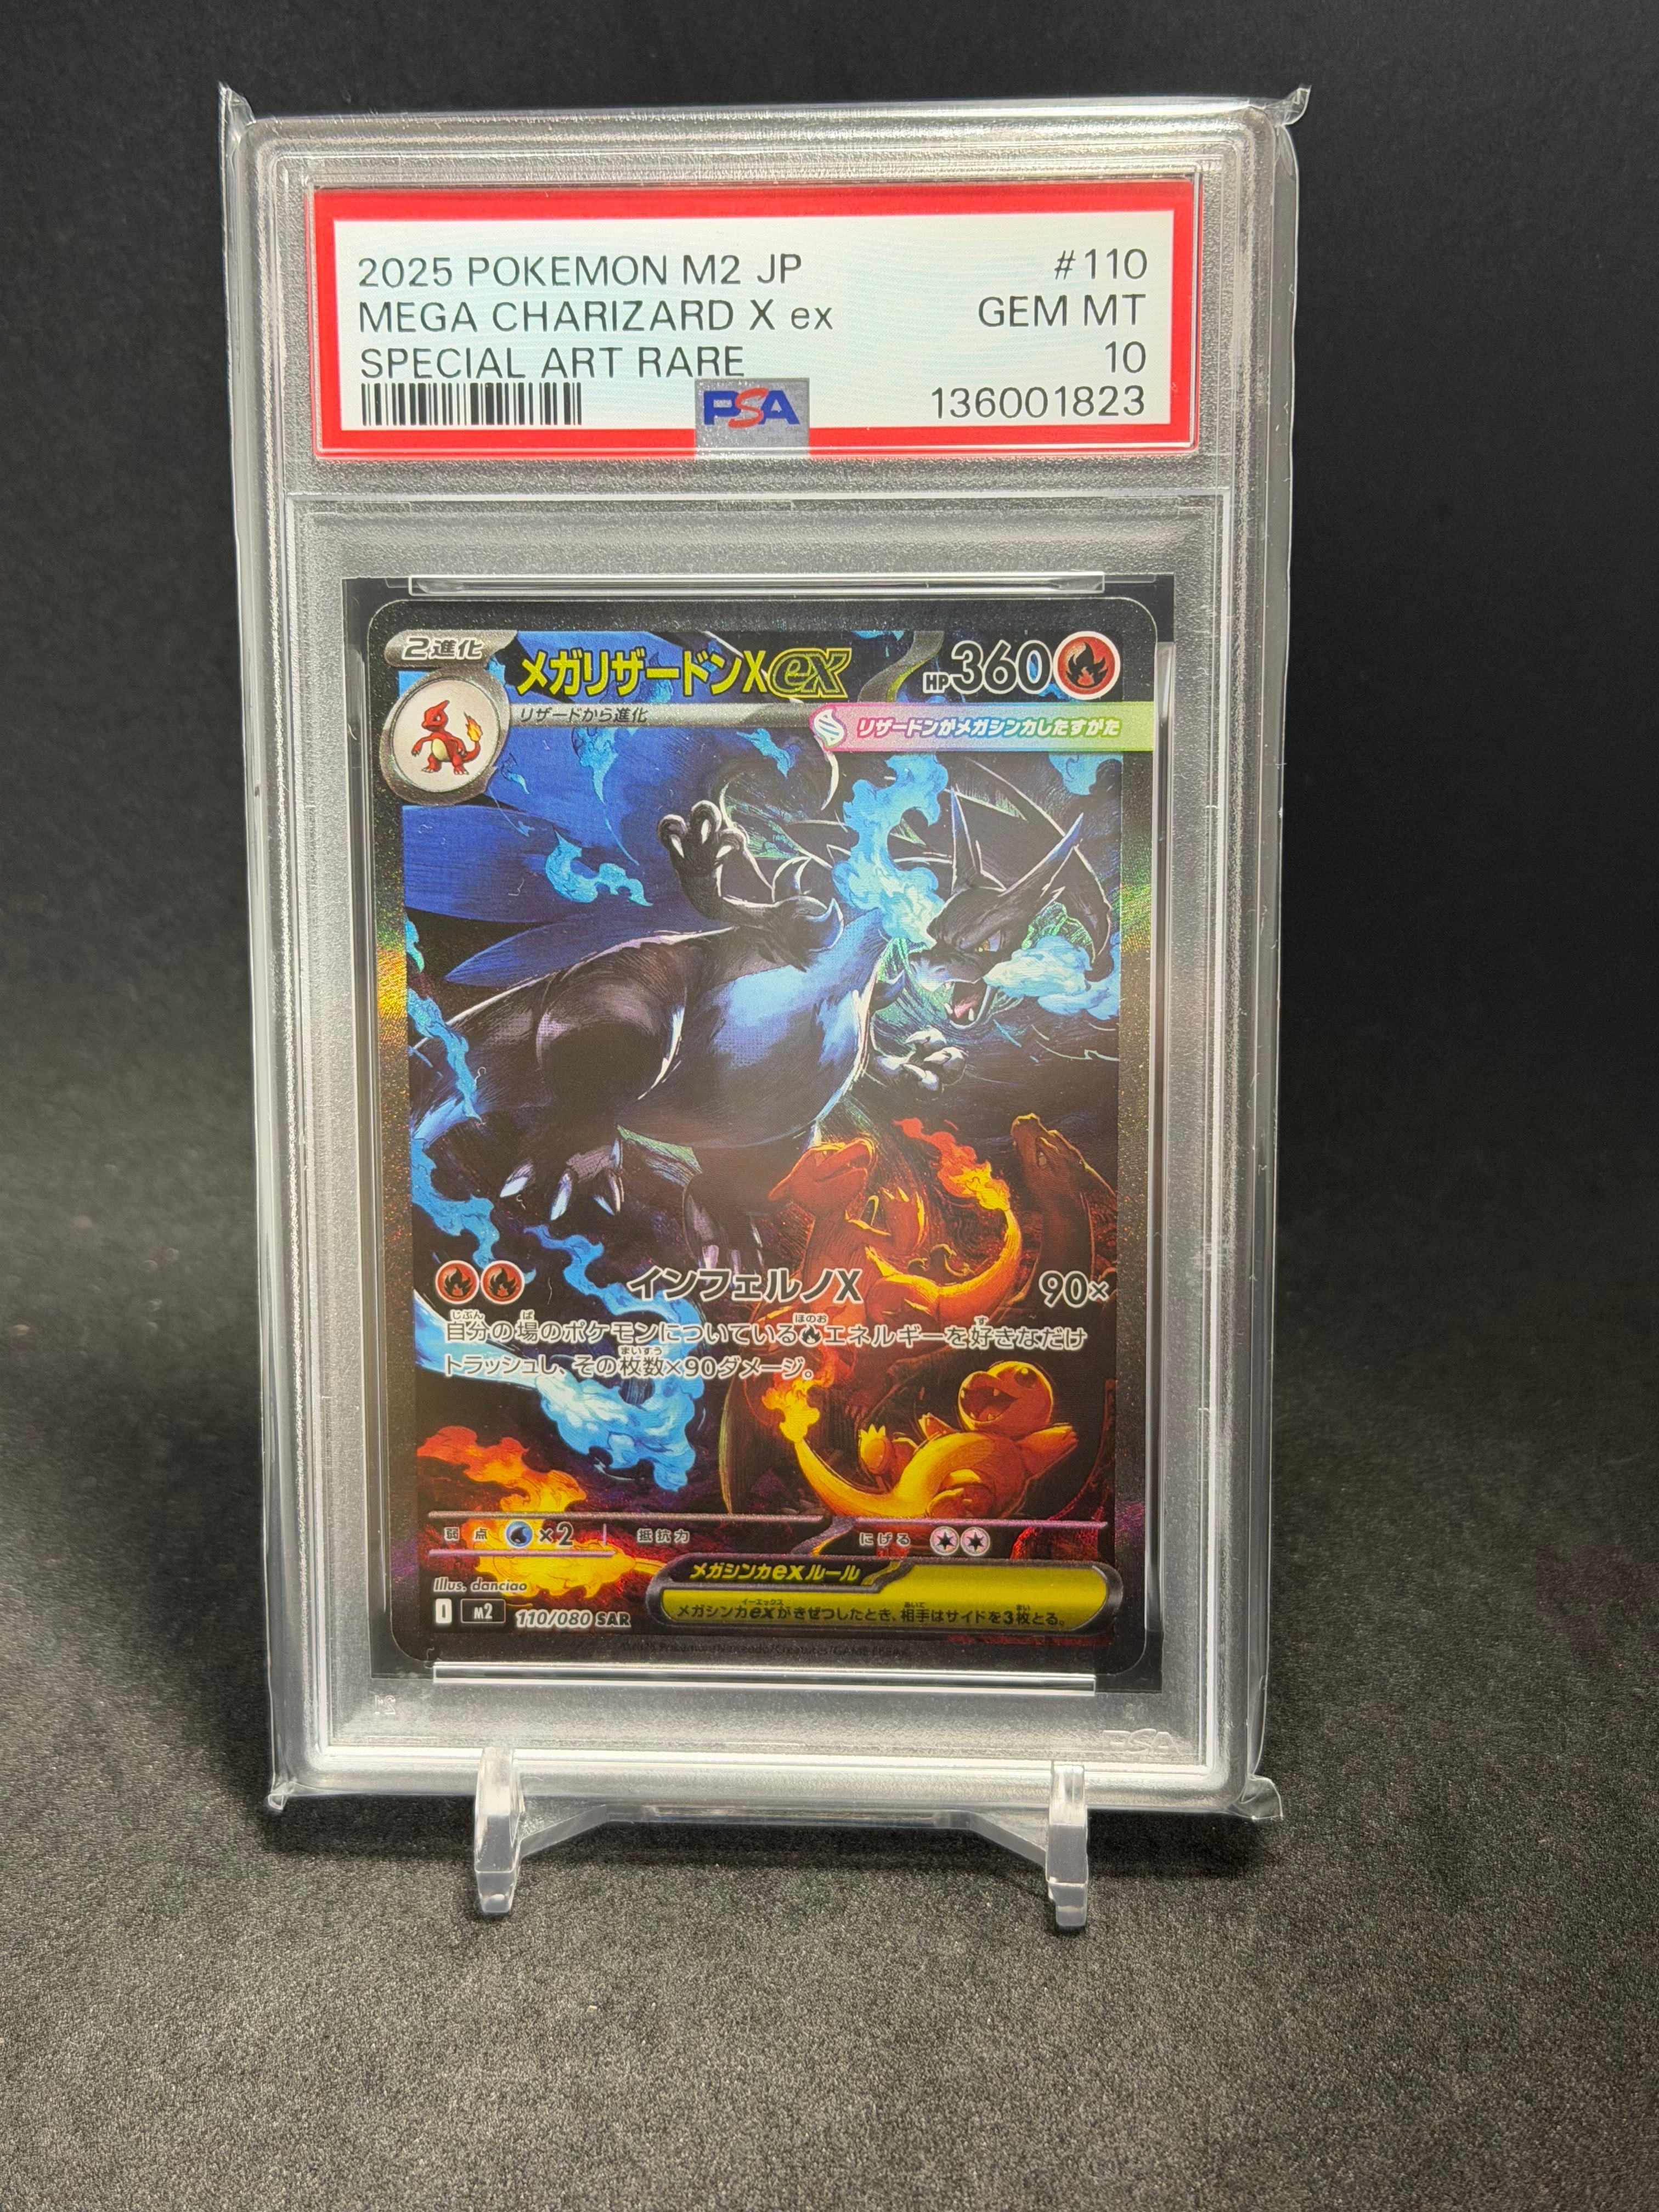 2025 POKEMON M2 JP #110
MEGA CHARIZARD X ex GEM MT
SPECIAL ART RARE 10
PSA 136001823
2進化
メガリザードンXex HP360
リザードから進化
リザードンがメガシンカしたすがた
インフェルノX 90×
自分の場のポケモンについているエネルギーを好きなだけ
トラッシュし、その枚数×90ダメージ。
弱点 ×2 抵抗力 にげる
メガシンカexルール
メガシンカexがきぜつしたとき、相手はサイドを3枚とる。
Illus. danciao
I M2 110/080 SAR
PSA